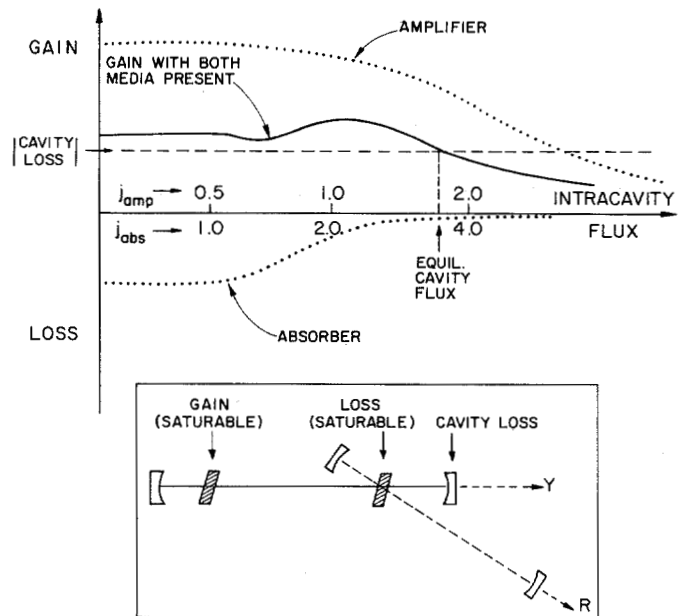 AMPLIFIER
GAIN
GAIN WITH BOTH
MEDIA PRESENT
|CAVITY
LOSS|
j_amp → 0.5 1.0 2.0 INTRACAVITY
j_abs → 1.0 2.0 4.0 FLUX
EQUIL.
CAVITY
FLUX
ABSORBER
LOSS
GAIN
(SATURABLE)
LOSS
(SATURABLE)
CAVITY LOSS
Y
R